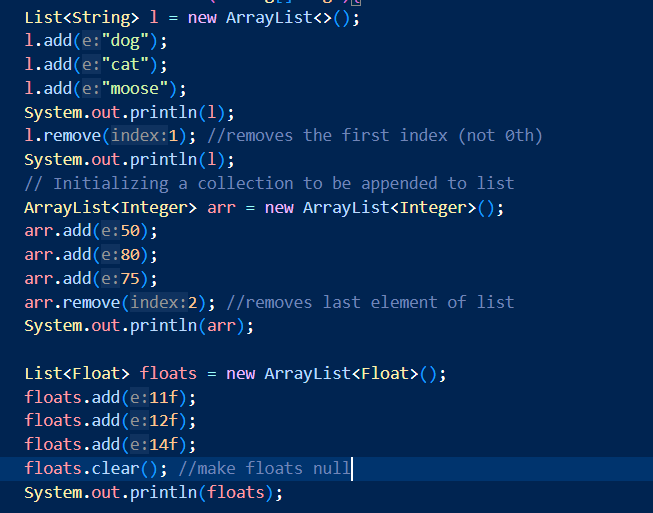 List<String> l = new ArrayList<>();
l.add(e:"dog");
l.add(e:"cat");
l.add(e:"moose");
System.out.println(l);
l.remove(index:1); //removes the first index (not 0th)
System.out.println(l);
// Initializing a collection to be appended to list
ArrayList<Integer> arr = new ArrayList<Integer>();
arr.add(e:50);
arr.add(e:80);
arr.add(e:75);
arr.remove(index:2); //removes last element of list
System.out.println(arr);
List<Float> floats = new ArrayList<Float>();
floats.add(e:11f);
floats.add(e:12f);
floats.add(e:14f);
floats.clear(); //make floats null
System.out.println(floats);